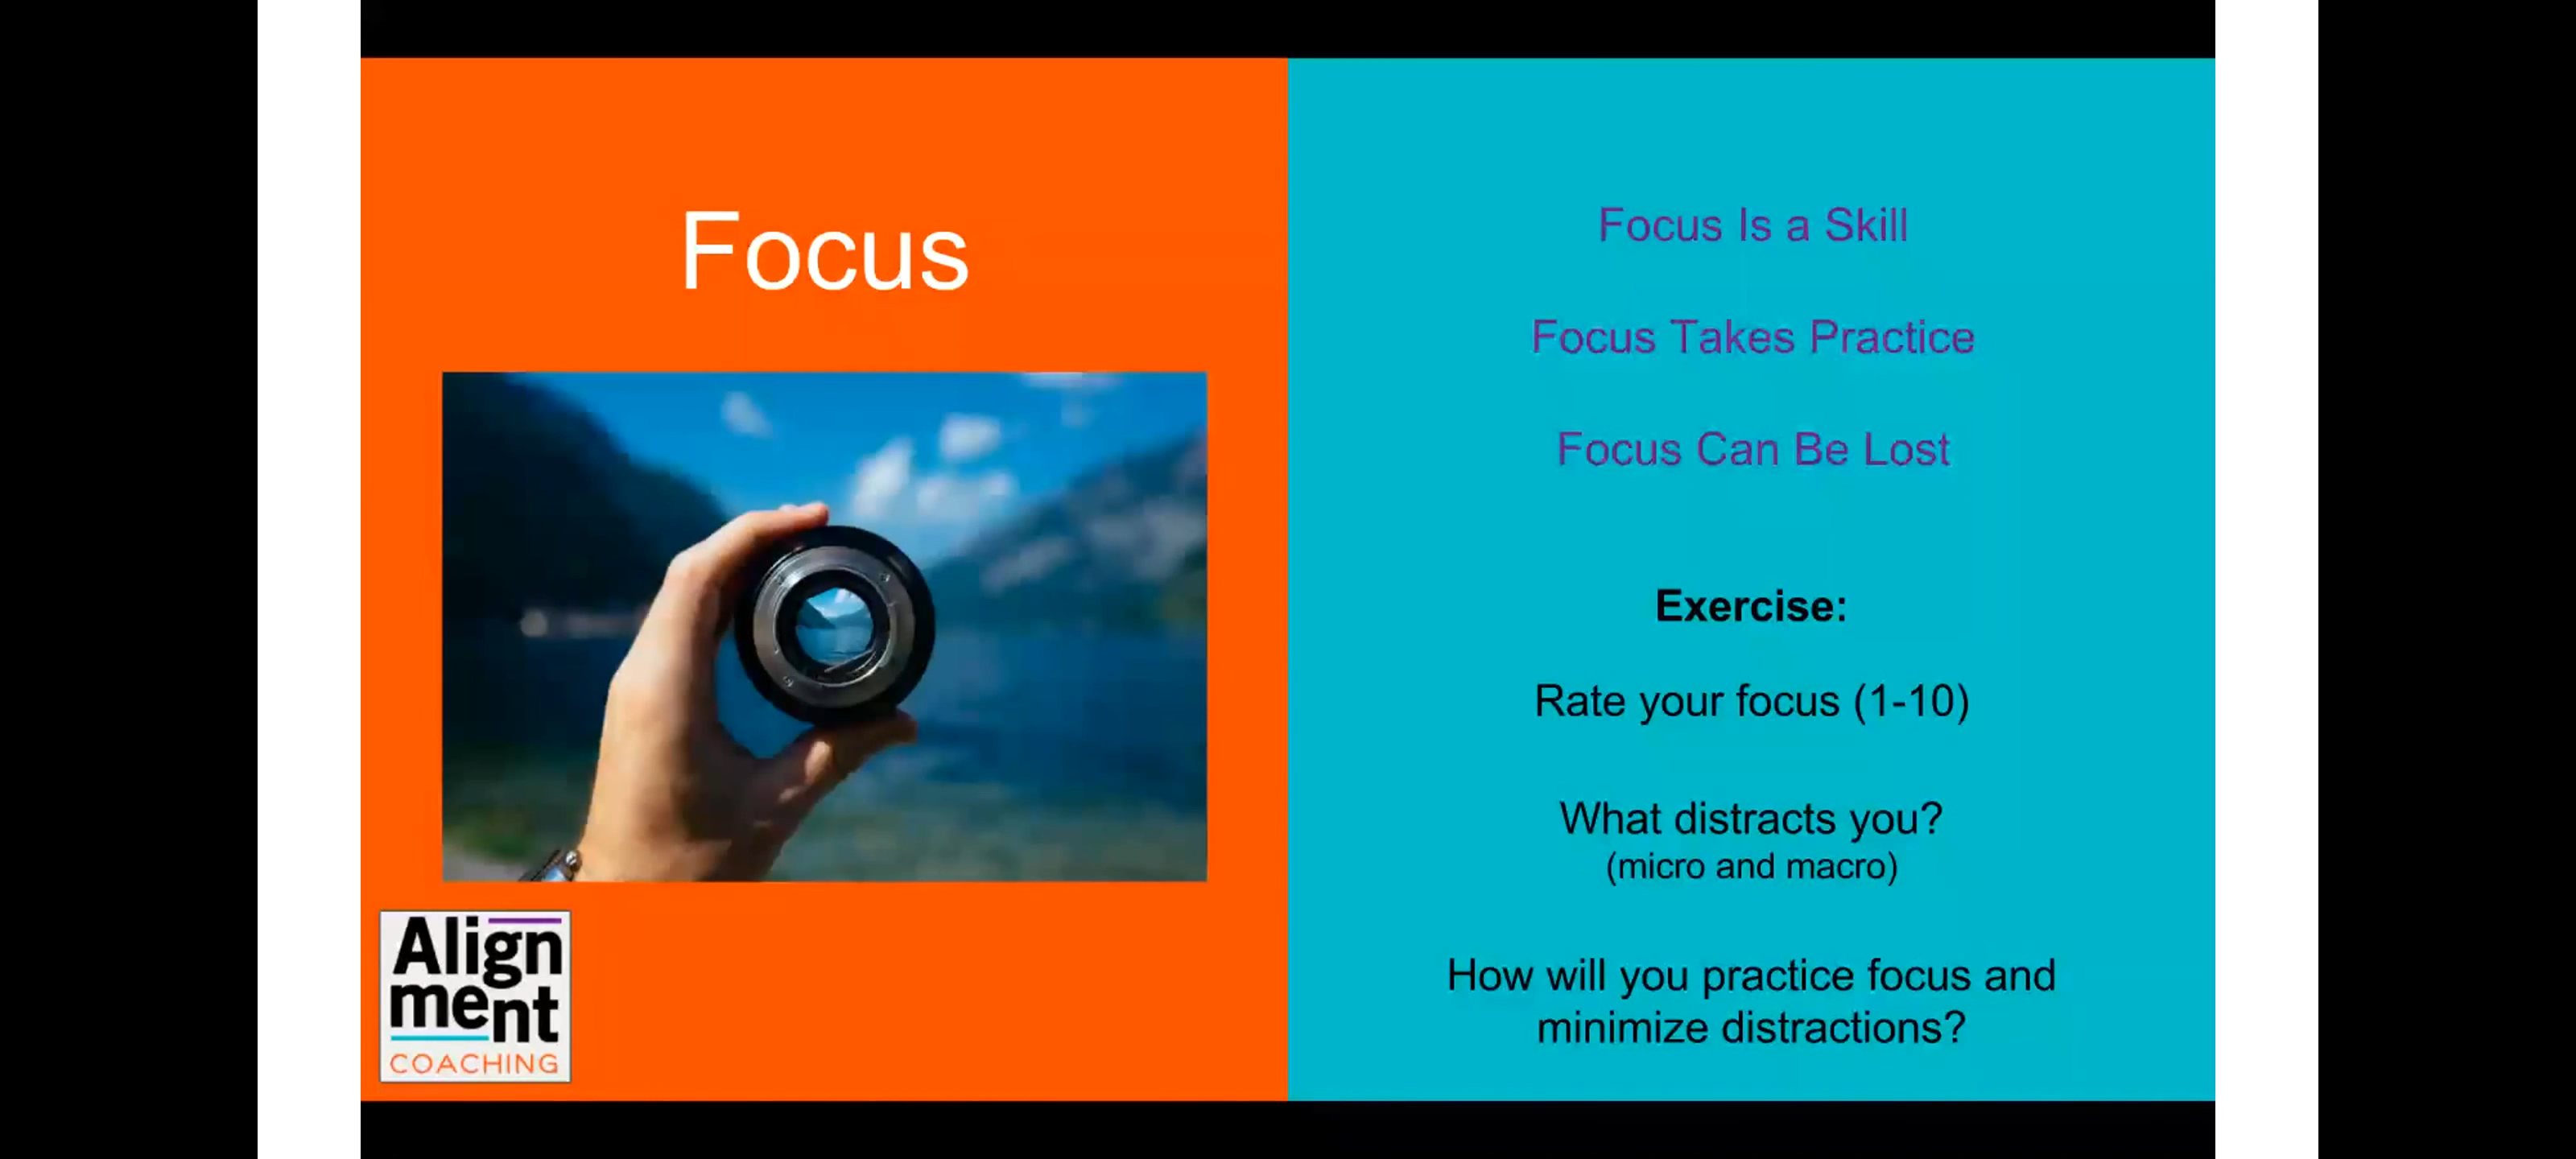 Focus
Align
ment
COACHING
Focus Is a Skill
Focus Takes Practice
Focus Can Be Lost
Exercise:
Rate your focus (1-10)
What distracts you?
(micro and macro)
How will you practice focus and
minimize distractions?